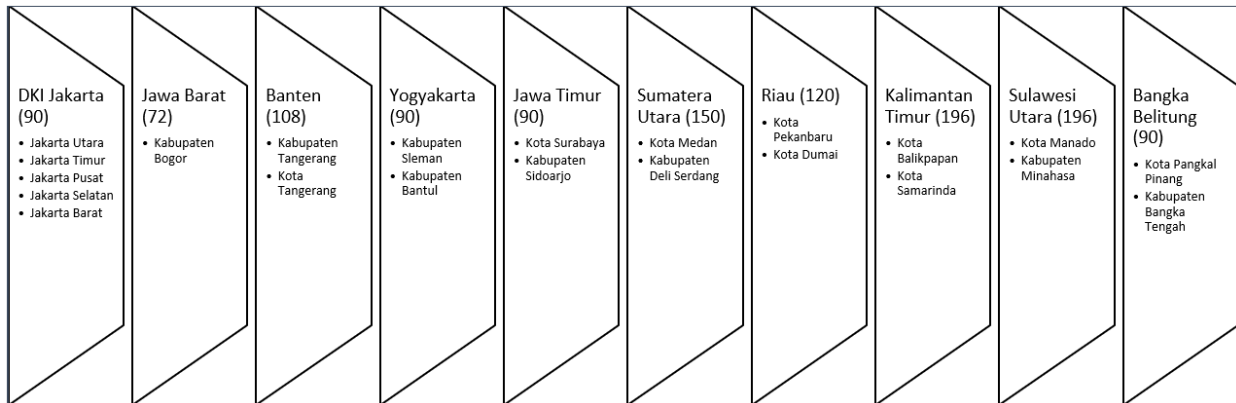 DKI Jakarta
(90)
• Jakarta Utara
• Jakarta Timur
• Jakarta Pusat
• Jakarta Selatan
• Jakarta Barat
Jawa Barat
(72)
• Kabupaten
Bogor
Banten
(108)
• Kabupaten
Tangerang
• Kota
Tangerang
Yogyakarta
(90)
• Kabupaten
Sleman
• Kabupaten
Bantul
Jawa Timur
(90)
• Kota Surabaya
• Kabupaten
Sidoarjo
Sumatera
Utara (150)
• Kota Medan
• Kabupaten
Deli Serdang
Riau (120)
• Kota
Pekanbaru
• Kota Dumai
Kalimantan
Timur (196)
• Kota
Balikpapan
• Kota
Samarinda
Sulawesi
Utara (196)
• Kota Manado
• Kabupaten
Minahasa
Bangka
Belitung
(90)
• Kota Pangkal
Pinang
• Kabupaten
Bangka
Tengah